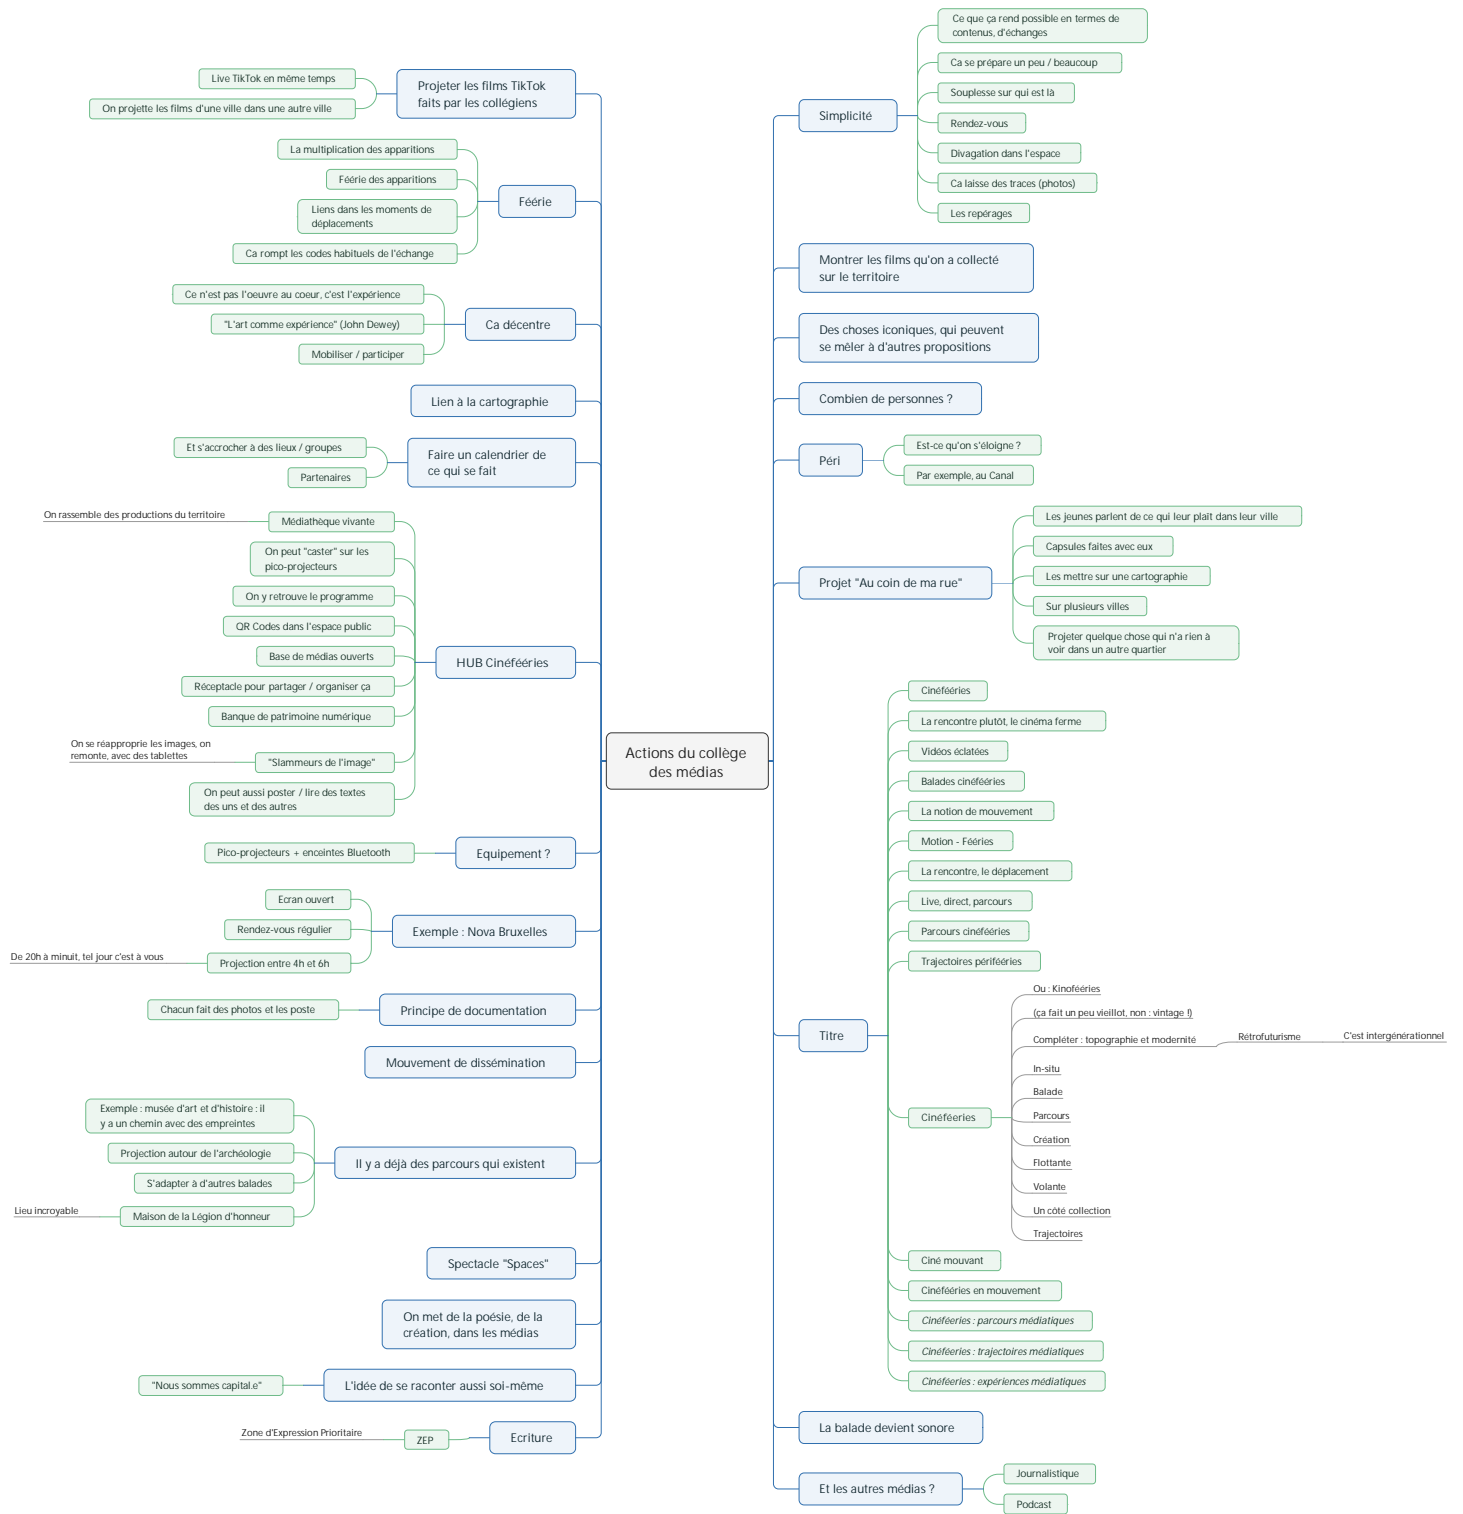 Actions du collège
des médias
Projeter les films TikTok
faits par les collégiens
Live TikTok en même temps
On projette les films d'une ville dans une autre ville
Féérie
La multiplication des apparitions
Féérie des apparitions
Liens dans les moments de
déplacements
Ca rompt les codes habituels de l'échange
Ca décentre
Ce n'est pas l'oeuvre au coeur, c'est l'expérience
"L'art comme expérience" (John Dewey)
Mobiliser / participer
Lien à la cartographie
Faire un calendrier de
ce qui se fait
Et s'accrocher à des lieux / groupes
Partenaires
HUB Cinéfééries
Médiathèque vivante
On rassemble des productions du territoire
On peut "caster" sur les
pico-projecteurs
On y retrouve le programme
QR Codes dans l'espace public
Base de médias ouverts
Réceptacle pour partager / organiser ça
Banque de patrimoine numérique
"Slammeurs de l'image"
On se réapproprie les images, on
remonte, avec des tablettes
On peut aussi poster / lire des textes
des uns et des autres
Equipement ?
Pico-projecteurs + enceintes Bluetooth
Exemple : Nova Bruxelles
Ecran ouvert
Rendez-vous régulier
Projection entre 4h et 6h
De 20h à minuit, tel jour c'est à vous
Principe de documentation
Chacun fait des photos et les poste
Mouvement de dissémination
Il y a déjà des parcours qui existent
Exemple : musée d'art et d'histoire : il
y a un chemin avec des empreintes
Projection autour de l'archéologie
S'adapter à d'autres balades
Maison de la Légion d'honneur
Lieu incroyable
Spectacle "Spaces"
On met de la poésie, de la
création, dans les médias
L'idée de se raconter aussi soi-même
"Nous sommes capital.e"
Ecriture
ZEP
Zone d'Expression Prioritaire
Simplicité
Ce que ça rend possible en termes de
contenus, d'échanges
Ca se prépare un peu / beaucoup
Souplesse sur qui est là
Rendez-vous
Divagation dans l'espace
Ca laisse des traces (photos)
Les repérages
Montrer les films qu'on a collecté
sur le territoire
Des choses iconiques, qui peuvent
se mêler à d'autres propositions
Combien de personnes ?
Péri
Est-ce qu'on s'éloigne ?
Par exemple, au Canal
Projet "Au coin de ma rue"
Les jeunes parlent de ce qui leur plaît dans leur ville
Capsules faites avec eux
Les mettre sur une cartographie
Sur plusieurs villes
Projeter quelque chose qui n'a rien à
voir dans un autre quartier
Titre
Cinéfééries
La rencontre plutôt, le cinéma ferme
Vidéos éclatées
Balades cinéfééries
La notion de mouvement
Motion - Fééries
La rencontre, le déplacement
Live, direct, parcours
Parcours cinéfééries
Trajectoires périfééries
Cinéféeries
Ou : Kinofééries
(ça fait un peu vieillot, non : vintage !)
Compléter : topographie et modernité
Rétrofuturisme
C'est intergénérationnel
In-situ
Balade
Parcours
Création
Flottante
Volante
Un côté collection
Trajectoires
Ciné mouvant
Cinéfééries en mouvement
Cinéféeries : parcours médiatiques
Cinéféeries : trajectoires médiatiques
Cinéféeries : expériences médiatiques
La balade devient sonore
Et les autres médias ?
Journalistique
Podcast